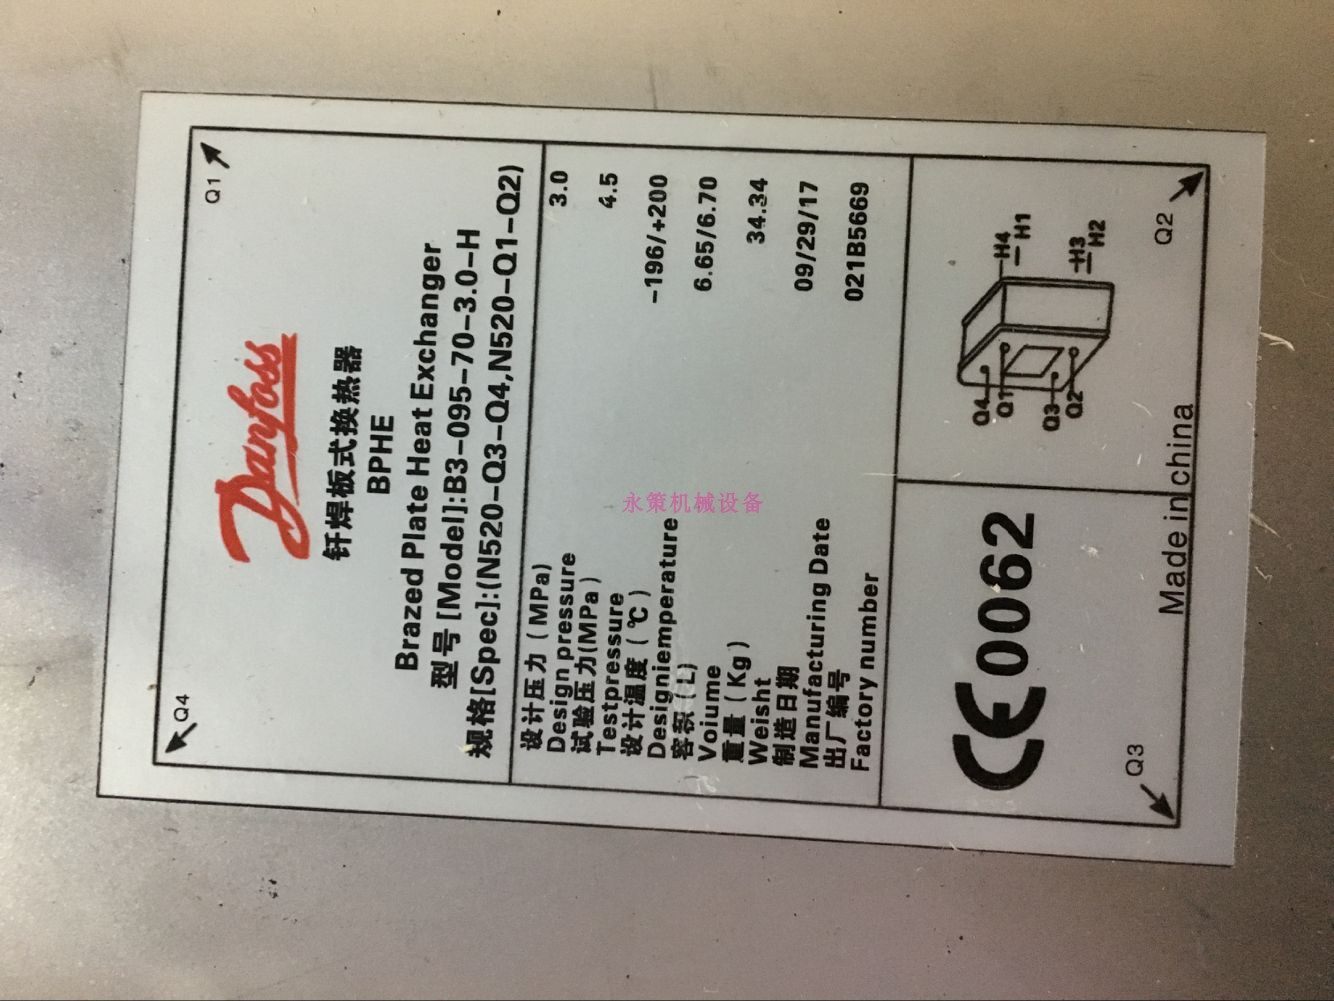 Q4
Q1
Danfoss
钎焊板式换热器
BPHE
Brazed Plate Heat Exchanger
型号[Model]:B3-095-70-3.0-H
规格[Spec]:(N520-Q3-Q4,N520-Q1-Q2)
设计压力(MPa)
Design pressure 3.0
试验压力(MPa)
Testpressure 4.5
设计温度(℃)
Designiemperature -196/+200
容积(L)
Voiume 6.65/6.70
重量(Kg)
Weisht 34.34
制造日期
Manufacturing Date 09/29/17
出厂编号
Factory number 021B5669
CE0062
Q4
Q1
Q3
Q2
H4
H1
H3
H2
Q3
Q2
Made in china
永策机械设备